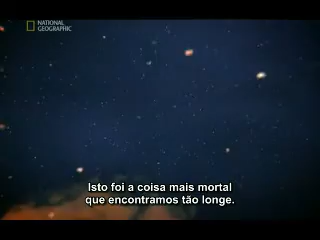 NATIONAL
GEOGRAPHIC
Isto foi a coisa mais mortal
que encontramos tão longe.